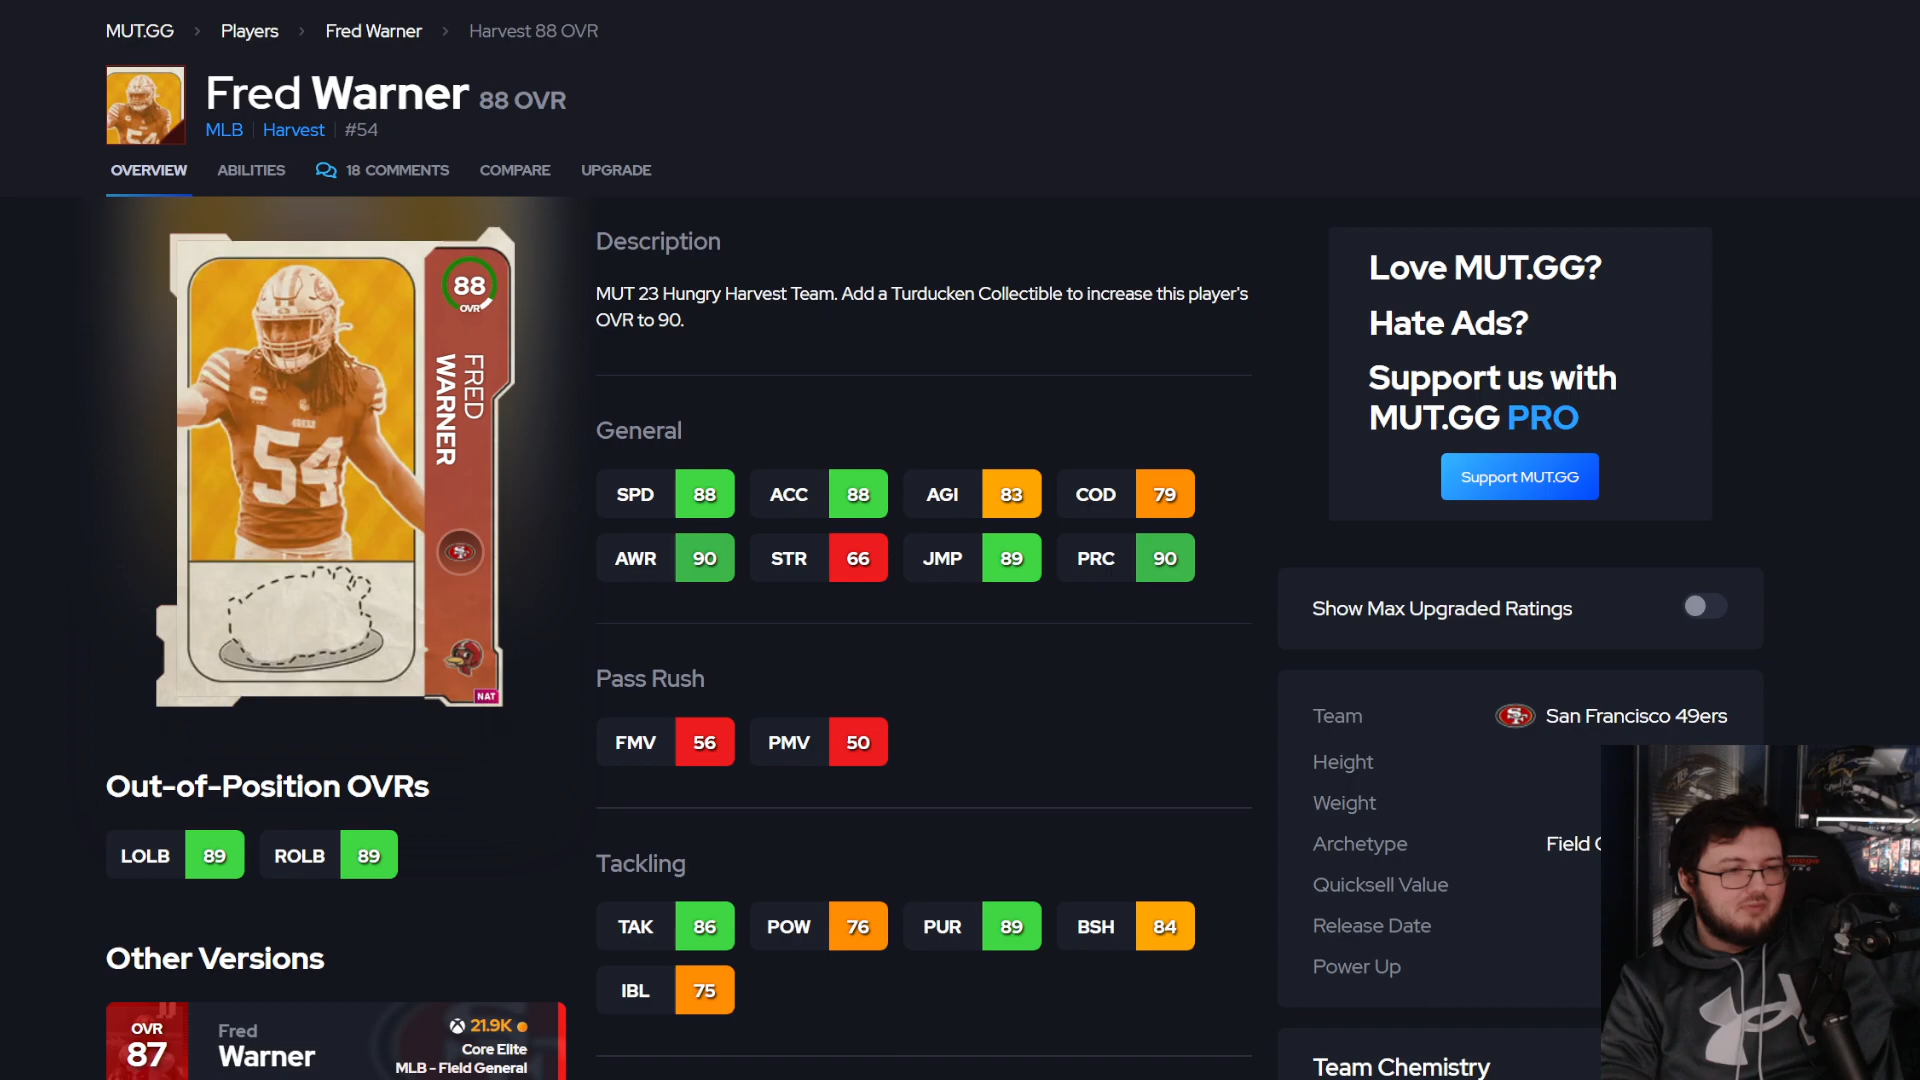 MUT.GG > Players > Fred Warner > Harvest 88 OVR
Fred Warner 88 OVR
MLB | Harvest | #54
OVERVIEW ABILITIES 18 COMMENTS COMPARE UPGRADE
88
OVR
FRED
WARNER
54
NAT
Description
MUT 23 Hungry Harvest Team. Add a Turducken Collectible to increase this player's
OVR to 90.
General
SPD 88 ACC 88 AGI 83 COD 79
AWR 90 STR 66 JMP 89 PRC 90
Pass Rush
FMV 56 PMV 50
Tackling
TAK 86 POW 76 PUR 89 BSH 84
IBL 75
Out-of-Position OVRs
LOLB 89 ROLB 89
Other Versions
OVR
87
Fred
Warner
21.9K
Core Elite
MLB - Field General
Love MUT.GG?
Hate Ads?
Support us with
MUT.GG PRO
Support MUT.GG
Show Max Upgraded Ratings
Team San Francisco 49ers
Height
Weight
Archetype Field
Quicksell Value
Release Date
Power Up
Team Chemistry